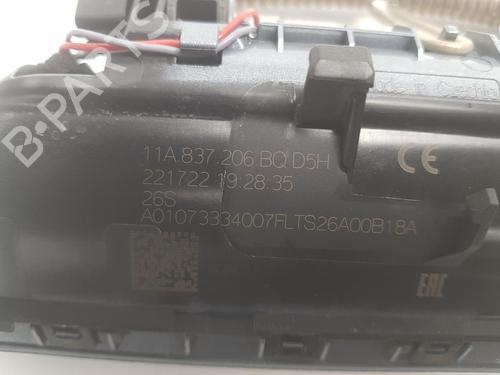 11A.837.206.BQ D5H
221722 19:28:35
26S
A01073334007FLTS26A00B18A
CE
EAC
B-PARTS